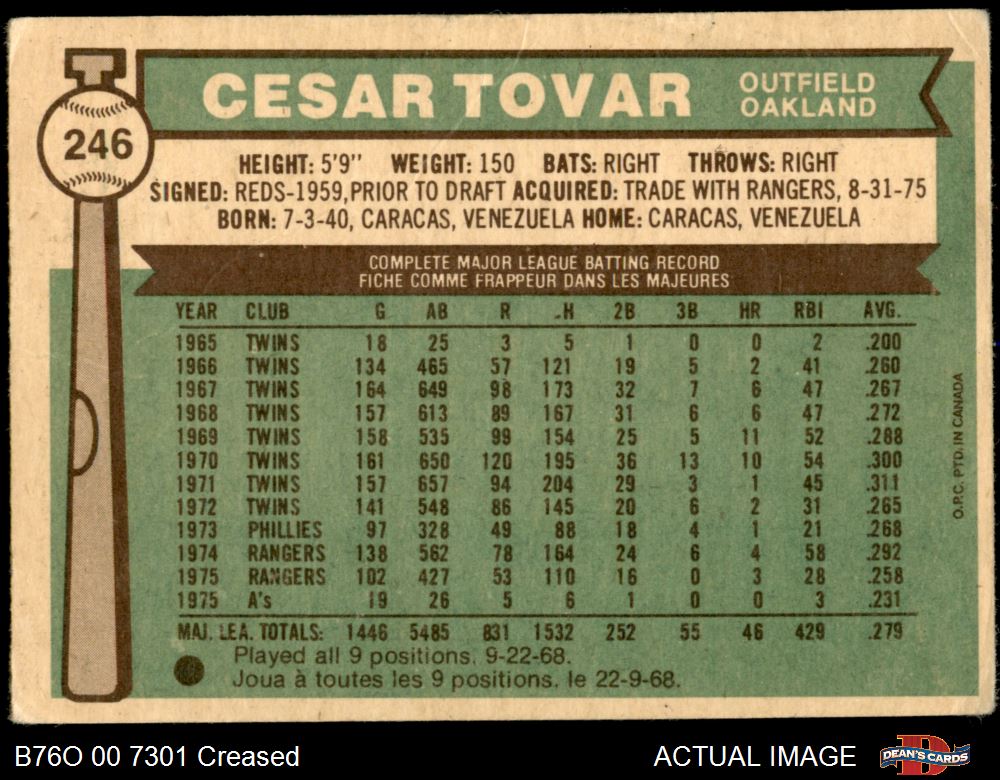 CESAR TOVAR OUTFIELD OAKLAND
246
HEIGHT: 5'9" WEIGHT: 150 BATS: RIGHT THROWS: RIGHT
SIGNED: REDS-1959, PRIOR TO DRAFT ACQUIRED: TRADE WITH RANGERS, 8-31-75
BORN: 7-3-40, CARACAS, VENEZUELA HOME: CARACAS, VENEZUELA
COMPLETE MAJOR LEAGUE BATTING RECORD
FICHE COMME FRAPPEUR DANS LES MAJEURES
YEAR CLUB G AB R H 2B 3B HR RBI AVG.
1965 TWINS 18 25 3 5 1 0 0 2 .200
1966 TWINS 134 465 57 121 19 5 2 41 .260
1967 TWINS 164 649 98 173 32 7 6 47 .267
1968 TWINS 157 613 89 167 31 6 6 47 .272
1969 TWINS 158 535 99 154 25 5 11 52 .288
1970 TWINS 161 650 120 195 36 13 10 54 .300
1971 TWINS 157 657 94 204 29 3 1 45 .311
1972 TWINS 141 548 86 145 20 6 2 31 .265
1973 PHILLIES 97 328 49 88 18 4 1 21 .268
1974 RANGERS 138 562 78 164 24 6 4 58 .292
1975 RANGERS 102 427 53 110 16 0 3 28 .258
1975 A's 19 26 5 6 1 0 0 3 .231
MAJ. LEA. TOTALS: 1446 5485 831 1532 252 55 46 429 .279
Played all 9 positions. 9-22-68.
Joua à toutes les 9 positions. le 22-9-68.
O.P.C. PTD. IN CANADA
B76O 00 7301 Creased
ACTUAL IMAGE
D
DEAN'S CARDS